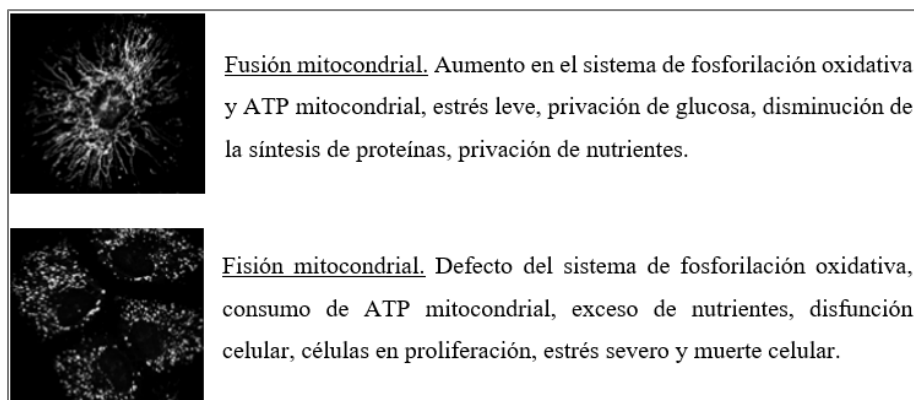 Fusión mitocondrial. Aumento en el sistema de fosforilación oxidativa
y ATP mitocondrial, estrés leve, privación de glucosa, disminución de
la síntesis de proteínas, privación de nutrientes.
Fisión mitocondrial. Defecto del sistema de fosforilación oxidativa,
consumo de ATP mitocondrial, exceso de nutrientes, disfunción
celular, células en proliferación, estrés severo y muerte celular.